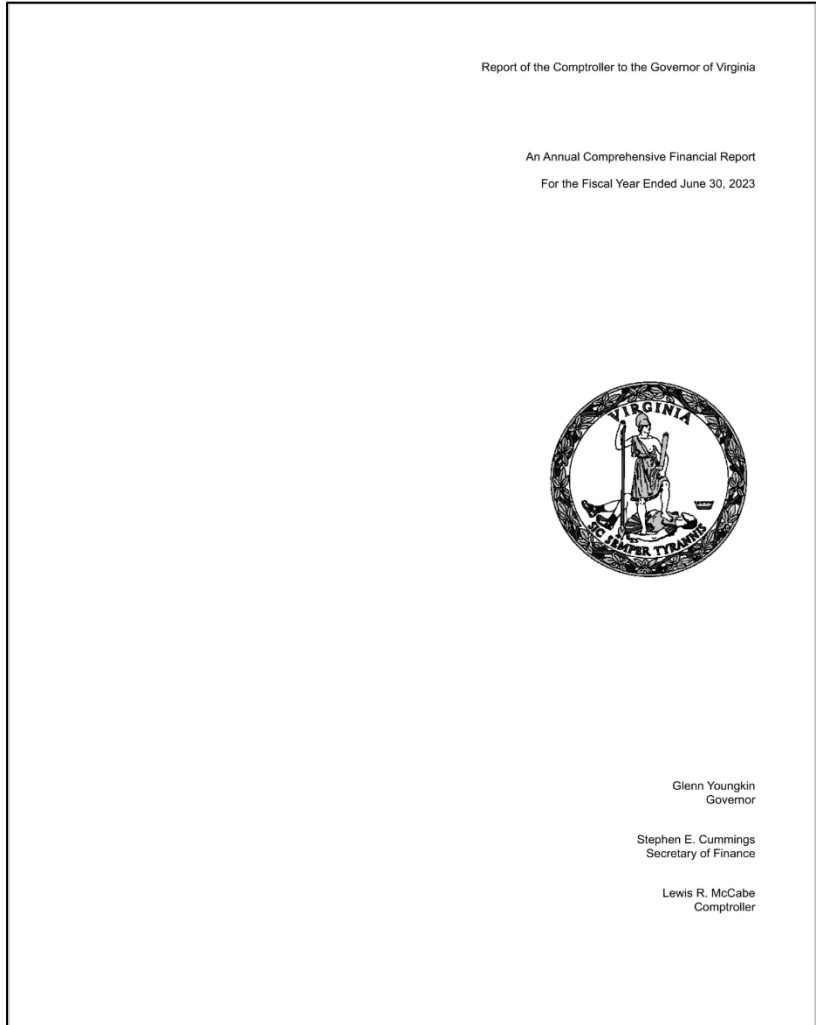 Report of the Comptroller to the Governor of Virginia
An Annual Comprehensive Financial Report
For the Fiscal Year Ended June 30, 2023
VIRGINIA
SIC SEMPER TYRANNIS
Glenn Youngkin
Governor
Stephen E. Cummings
Secretary of Finance
Lewis R. McCabe
Comptroller